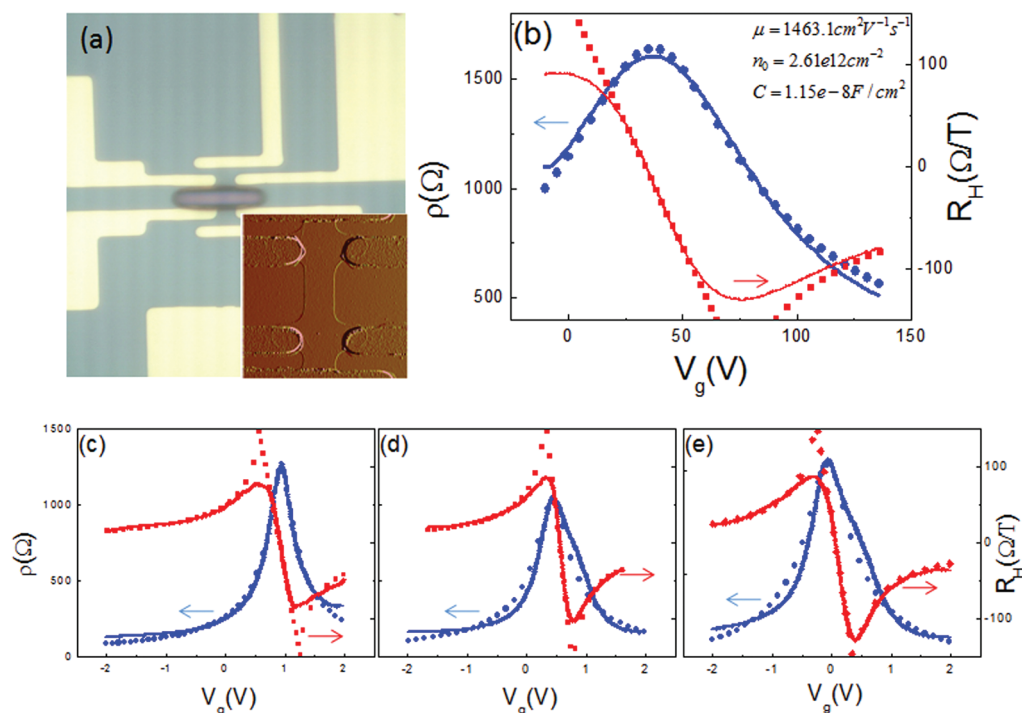 (a)
(b)
μ = 1463.1cm²V⁻¹s⁻¹
n₀ = 2.61e12cm⁻²
C = 1.15e−8F / cm²
1500
1000
500
ρ(Ω)
100
0
-100
R_H(Ω/T)
0 50 100 150
V_g(V)
(c) (d) (e)
1500
1000
500
0
ρ(Ω)
100
0
-100
R_H(Ω/T)
-2 -1 0 1 2
-2 -1 0 1 2
-2 -1 0 1 2
V_g(V) V_g(V) V_g(V)